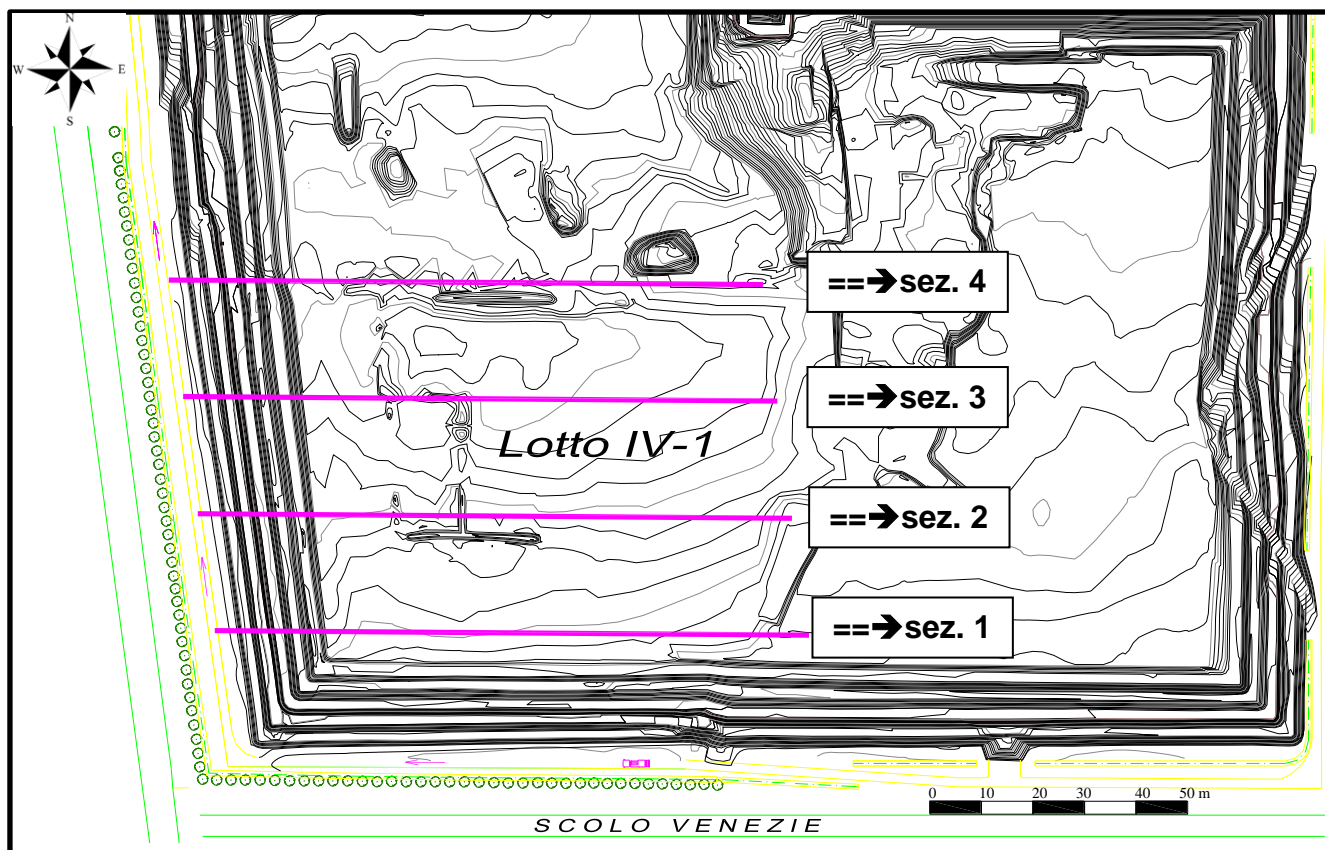 N
W E
S
==➔sez. 4
==➔sez. 3
Lotto IV-1
==➔sez. 2
==➔sez. 1
0 10 20 30 40 50 m
SCOLO VENEZIE